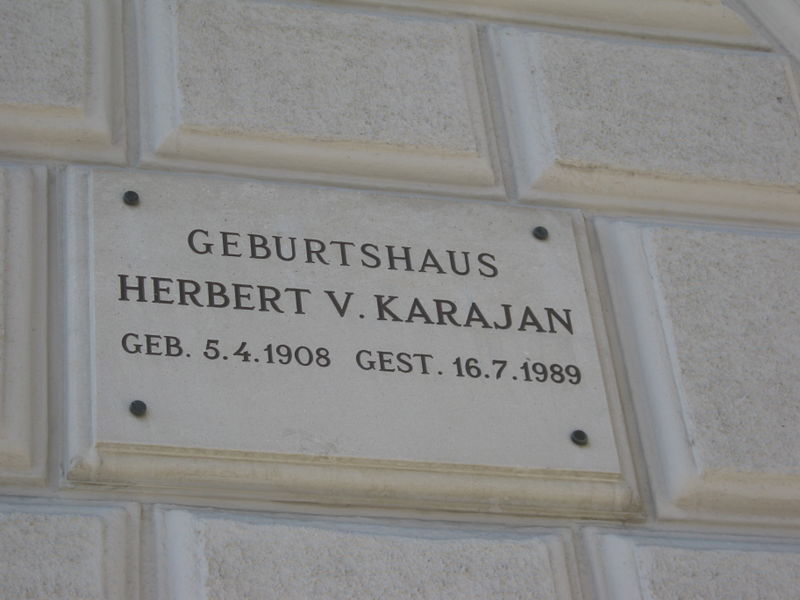 GEBURTSHAUS
HERBERT V. KARAJAN
GEB. 5.4.1908 GEST. 16.7.1989